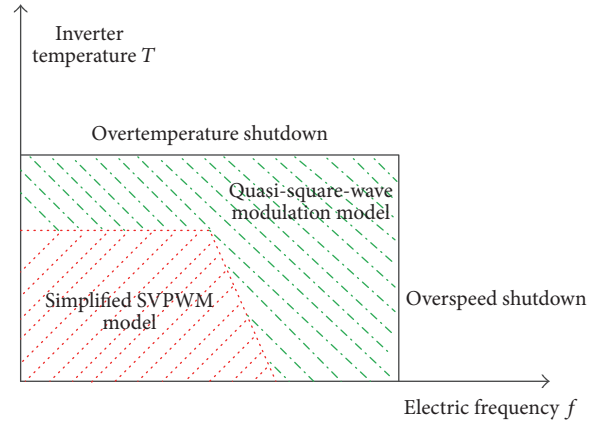 Inverter
temperature T
Overtemperature shutdown
Quasi-square-wave
modulation model
Simplified SVPWM
model
Overspeed shutdown
Electric frequency f